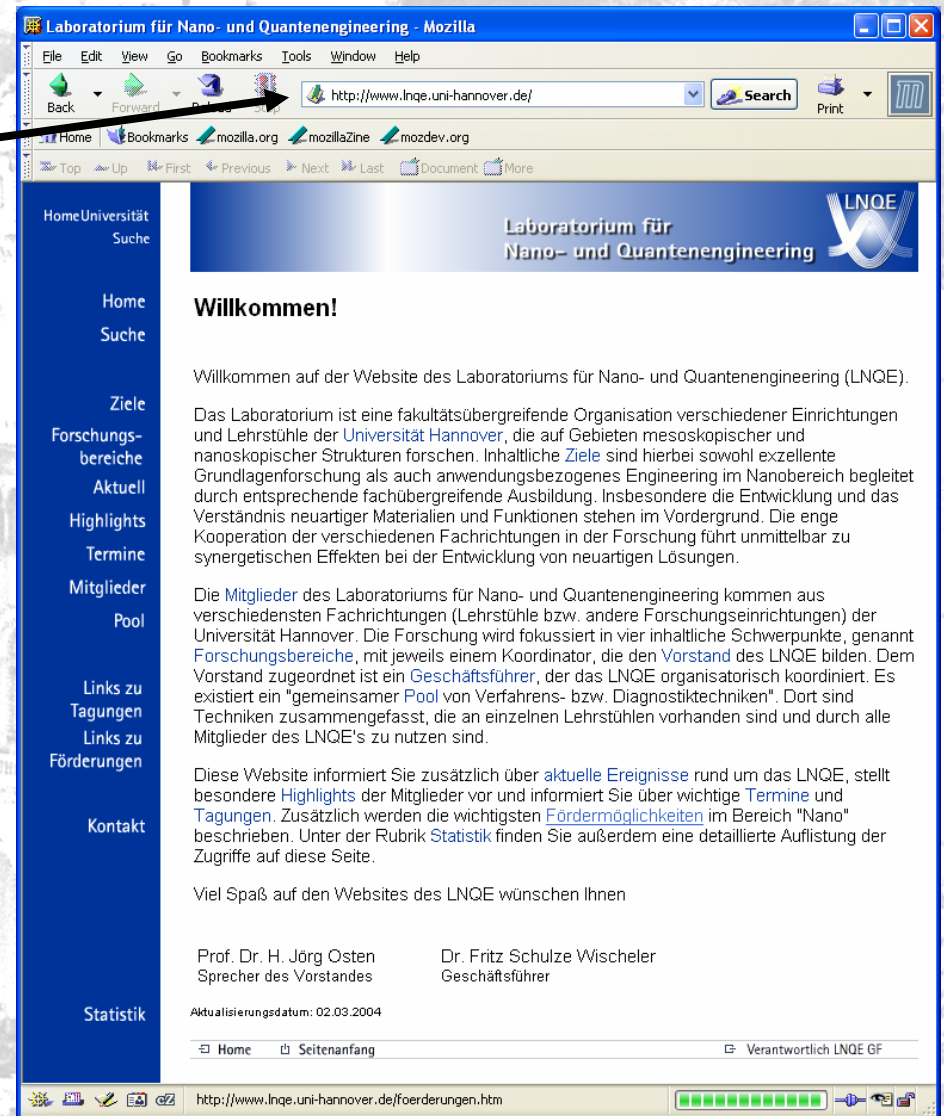 Laboratorium für Nano- und Quantenengineering - Mozilla
File Edit View Go Bookmarks Tools Window Help
Back Forward Reload Stop http://www.lnqe.uni-hannover.de/ Search Print
Home Bookmarks mozilla.org mozillaZine mozdev.org
Top Up First Previous Next Last Document More
HomeUniversität
Suche
Home
Suche
Ziele
Forschungs-
bereiche
Aktuell
Highlights
Termine
Mitglieder
Pool
Links zu
Tagungen
Links zu
Förderungen
Kontakt
Statistik
Laboratorium für
Nano- und Quantenengineering
LNQE
Willkommen!
Willkommen auf der Website des Laboratoriums für Nano- und Quantenengineering (LNQE).
Das Laboratorium ist eine fakultätsübergreifende Organisation verschiedener Einrichtungen
und Lehrstühle der Universität Hannover, die auf Gebieten mesoskopischer und
nanoskopischer Strukturen forschen. Inhaltliche Ziele sind hierbei sowohl exzellente
Grundlagenforschung als auch anwendungsbezogenes Engineering im Nanobereich begleitet
durch entsprechende fachübergreifende Ausbildung. Insbesondere die Entwicklung und das
Verständnis neuartiger Materialien und Funktionen stehen im Vordergrund. Die enge
Kooperation der verschiedenen Fachrichtungen in der Forschung führt unmittelbar zu
synergetischen Effekten bei der Entwicklung von neuartigen Lösungen.
Die Mitglieder des Laboratoriums für Nano- und Quantenengineering kommen aus
verschiedensten Fachrichtungen (Lehrstühle bzw. andere Forschungseinrichtungen) der
Universität Hannover. Die Forschung wird fokussiert in vier inhaltliche Schwerpunkte, genannt
Forschungsbereiche, mit jeweils einem Koordinator, die den Vorstand des LNQE bilden. Dem
Vorstand zugeordnet ist ein Geschäftsführer, der das LNQE organisatorisch koordiniert. Es
existiert ein "gemeinsamer Pool von Verfahrens- bzw. Diagnostiktechniken". Dort sind
Techniken zusammengefasst, die an einzelnen Lehrstühlen vorhanden sind und durch alle
Mitglieder des LNQE's zu nutzen sind.
Diese Website informiert Sie zusätzlich über aktuelle Ereignisse rund um das LNQE, stellt
besondere Highlights der Mitglieder vor und informiert Sie über wichtige Termine und
Tagungen. Zusätzlich werden die wichtigsten Fördermöglichkeiten im Bereich "Nano"
beschrieben. Unter der Rubrik Statistik finden Sie außerdem eine detaillierte Auflistung der
Zugriffe auf diese Seite.
Viel Spaß auf den Websites des LNQE wünschen Ihnen
Prof. Dr. H. Jörg Osten Dr. Fritz Schulze Wischeler
Sprecher des Vorstandes Geschäftsführer
Aktualisierungsdatum: 02.03.2004
Home Seitenanfang Verantwortlich LNQE GF
http://www.lnqe.uni-hannover.de/foerderungen.htm